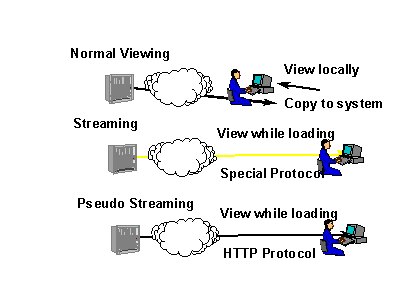 Normal Viewing
View locally
Copy to system
Streaming
View while loading
Special Protocol
Pseudo Streaming
View while loading
HTTP Protocol